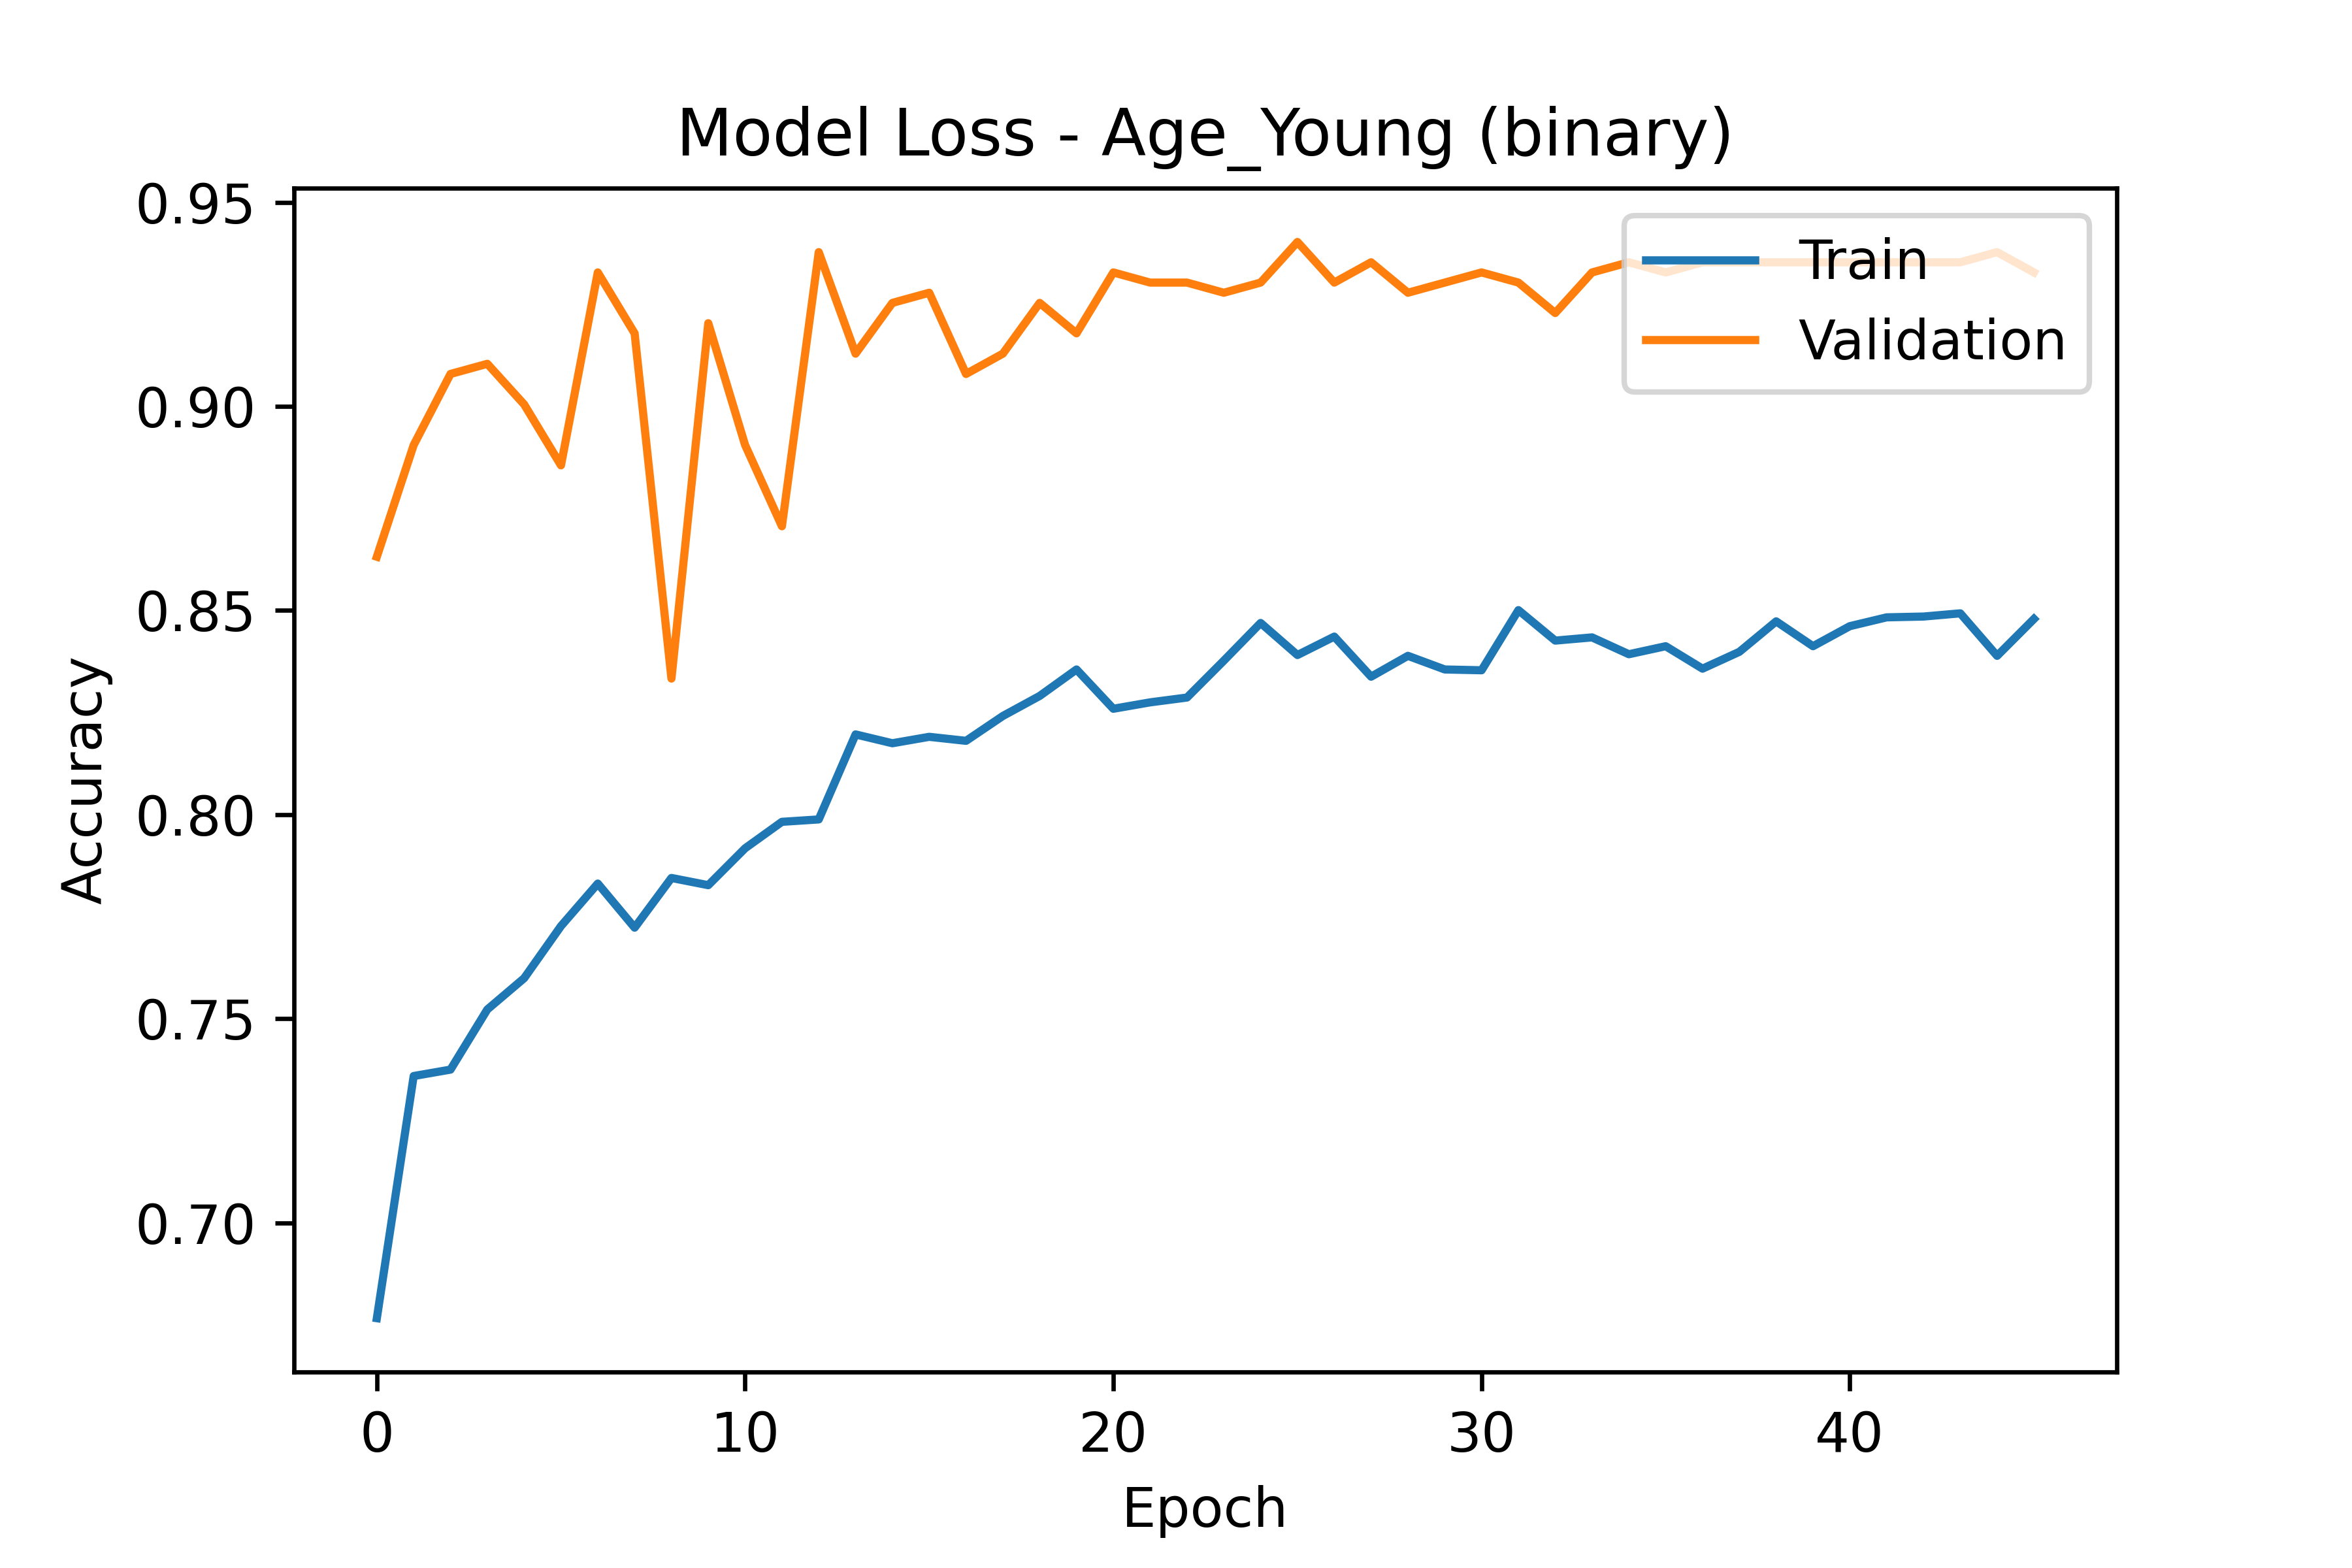 Model Loss - Age_Young (binary)
0.95
0.90
0.85
0.80
0.75
0.70
Accuracy
Train
Validation
0 10 20 30 40
Epoch